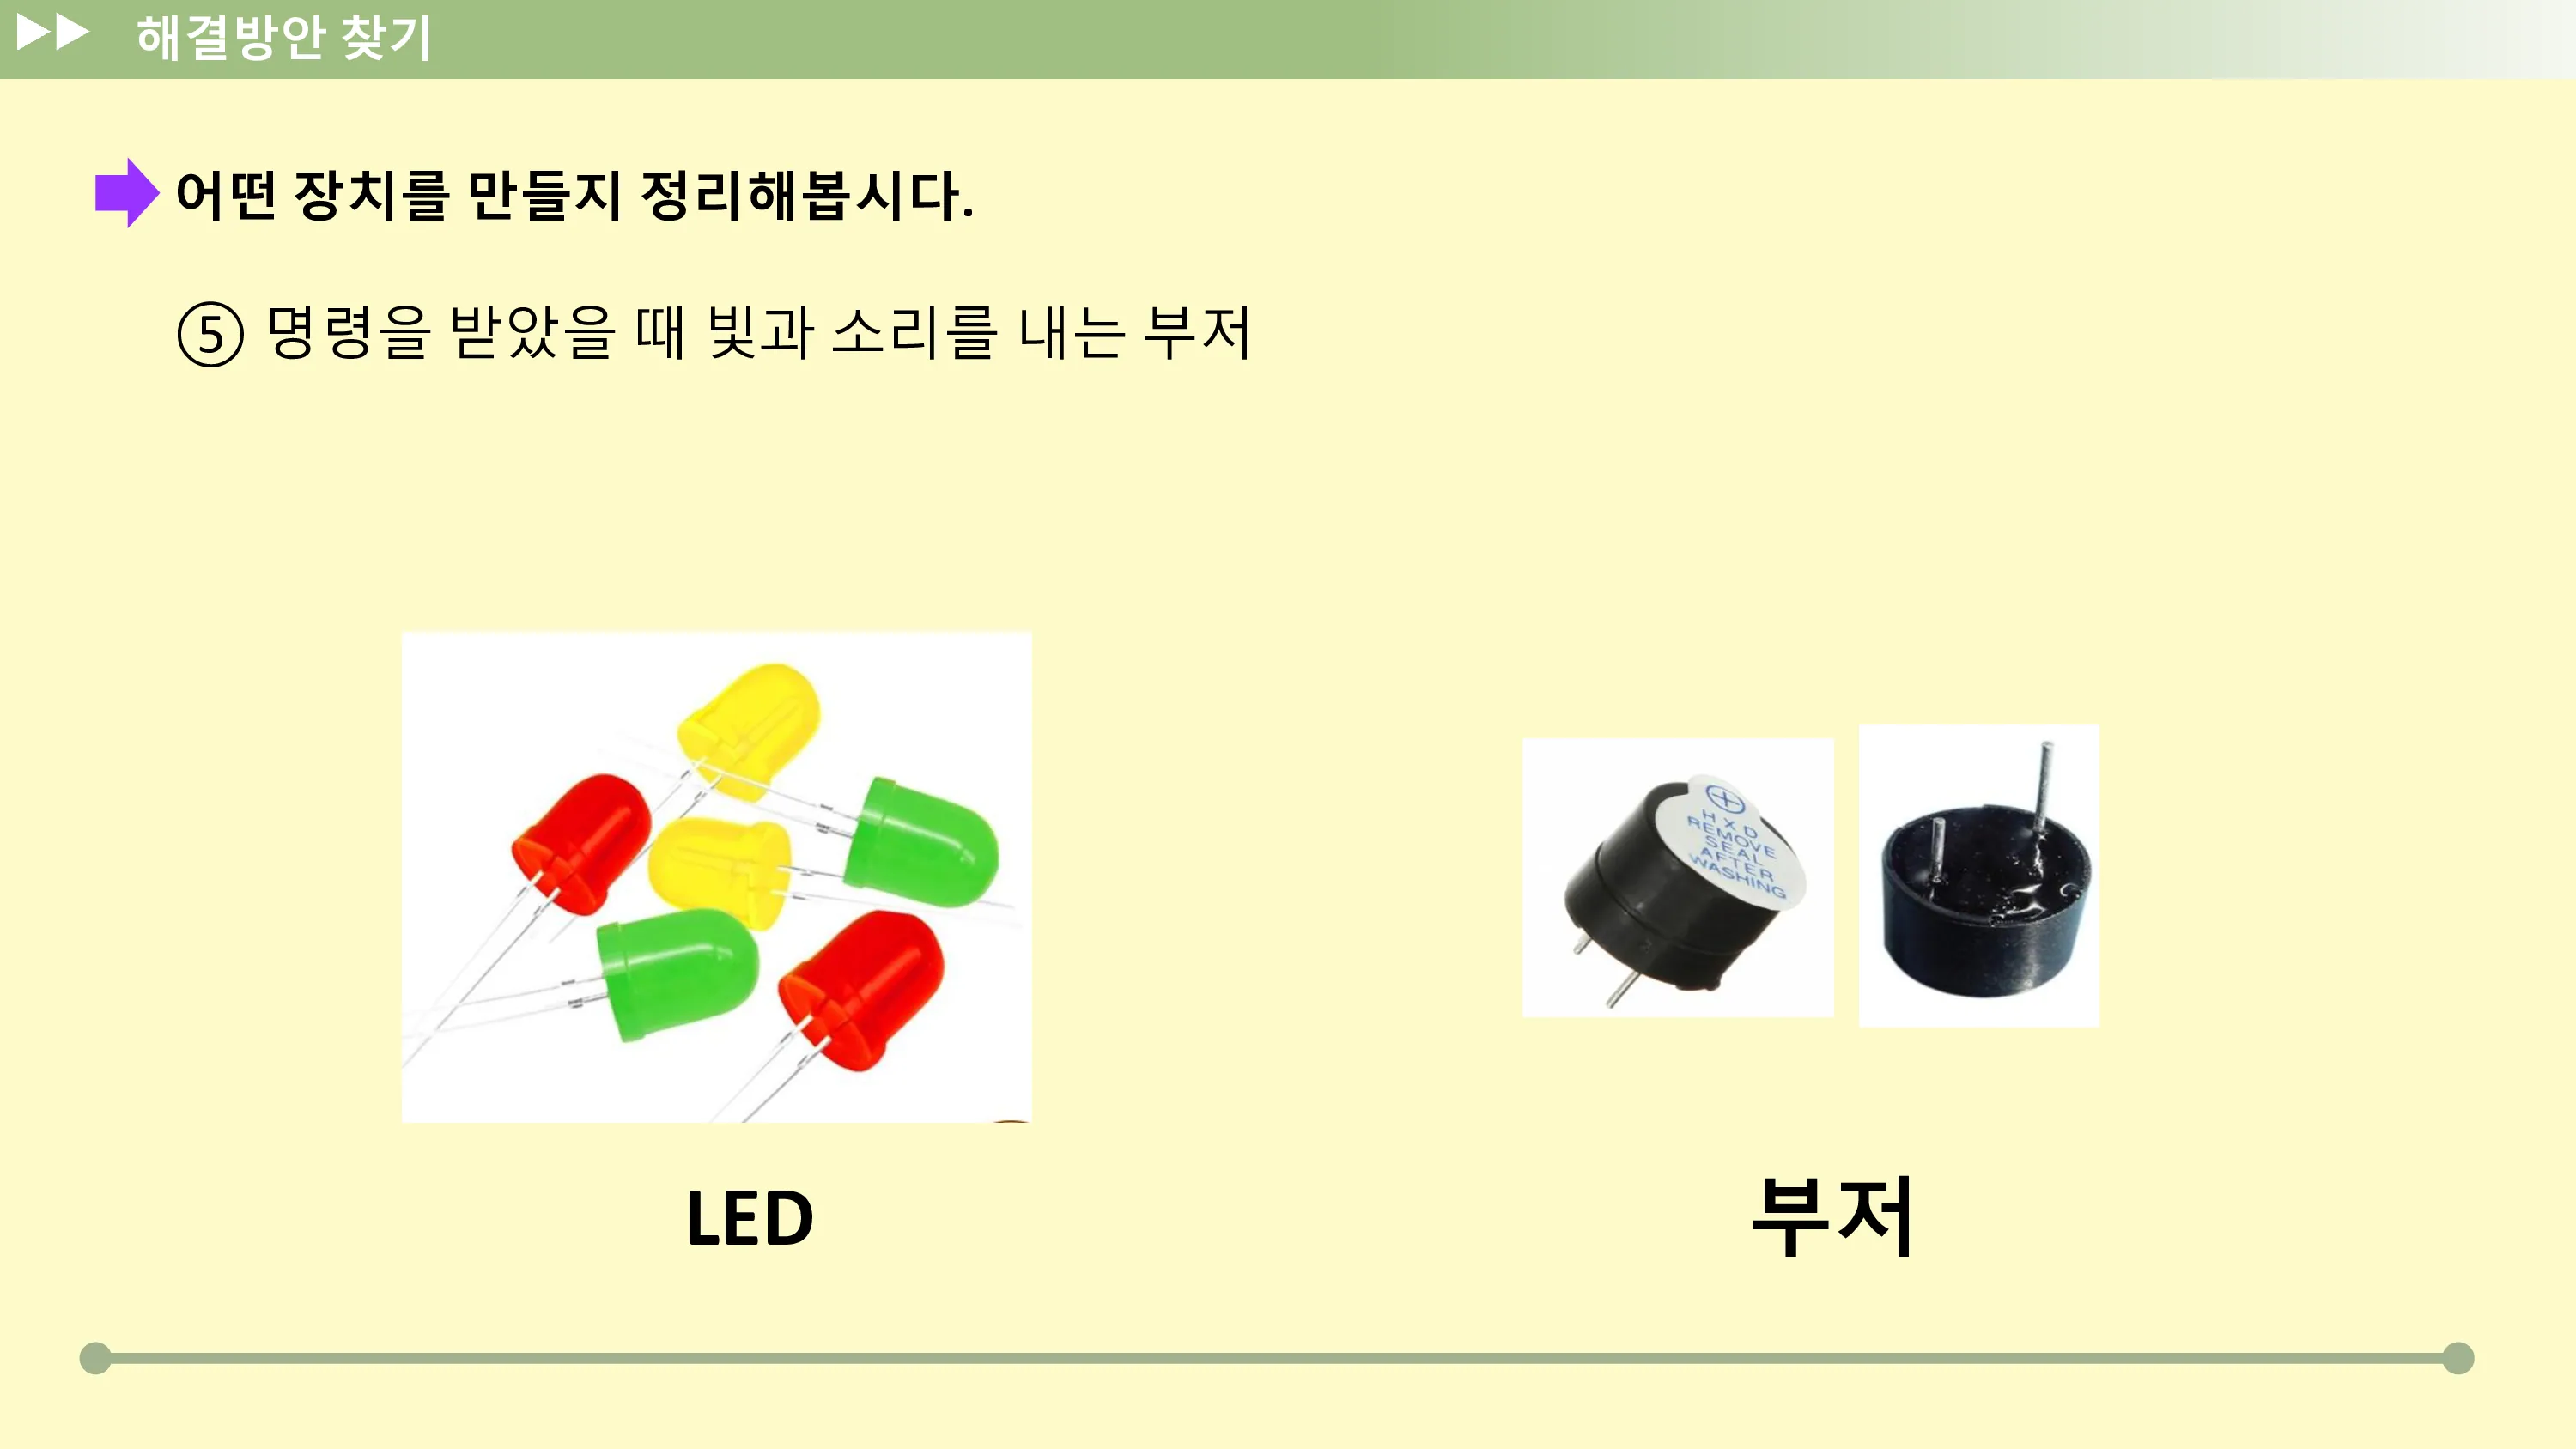 해결방안 찾기
어떤 장치를 만들지 정리해봅시다.
⑤ 명령을 받았을 때 빛과 소리를 내는 부저
HXD
REMOVE
SEAL
AFTER
WASHING
LED
부저